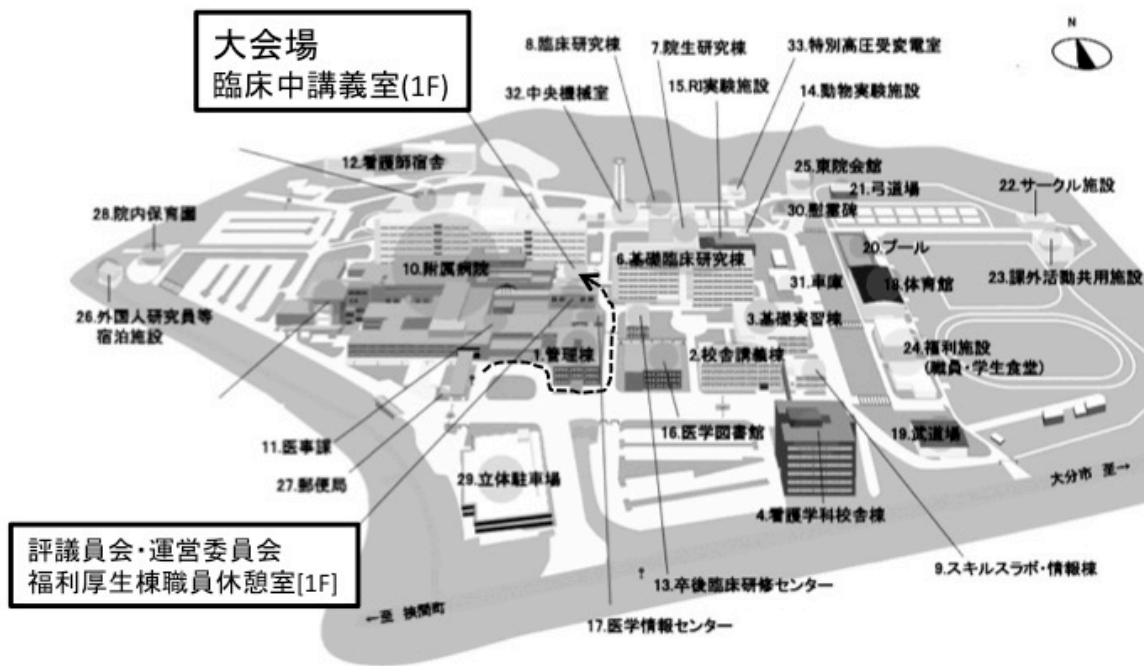 大会場
臨床中講義室(1F)
N
8.臨床研究棟
7.院生研究棟
33.特別高圧受変電室
32.中央機械室
15.RI実験施設
14.動物実験施設
12.看護師宿舎
25.東院会館
21.弓道場
22.サークル施設
28.院内保育園
30.慰霊碑
20.プール
10.附属病院
6.基礎臨床研究棟
31.車庫
18.体育館
23.課外活動共用施設
26.外国人研究員等
宿泊施設
3.基礎実習棟
1.管理棟
2.校舎講義棟
24.福利施設
(職員・学生食堂)
11.医事課
16.医学図書館
19.武道場
27.郵便局
29.立体駐車場
大分市 至→
4.看護学科校舎棟
評議員会・運営委員会
福利厚生棟職員休憩室[1F]
9.スキルスラボ・情報棟
13.卒後臨床研修センター
←至 挾間町
17.医学情報センター